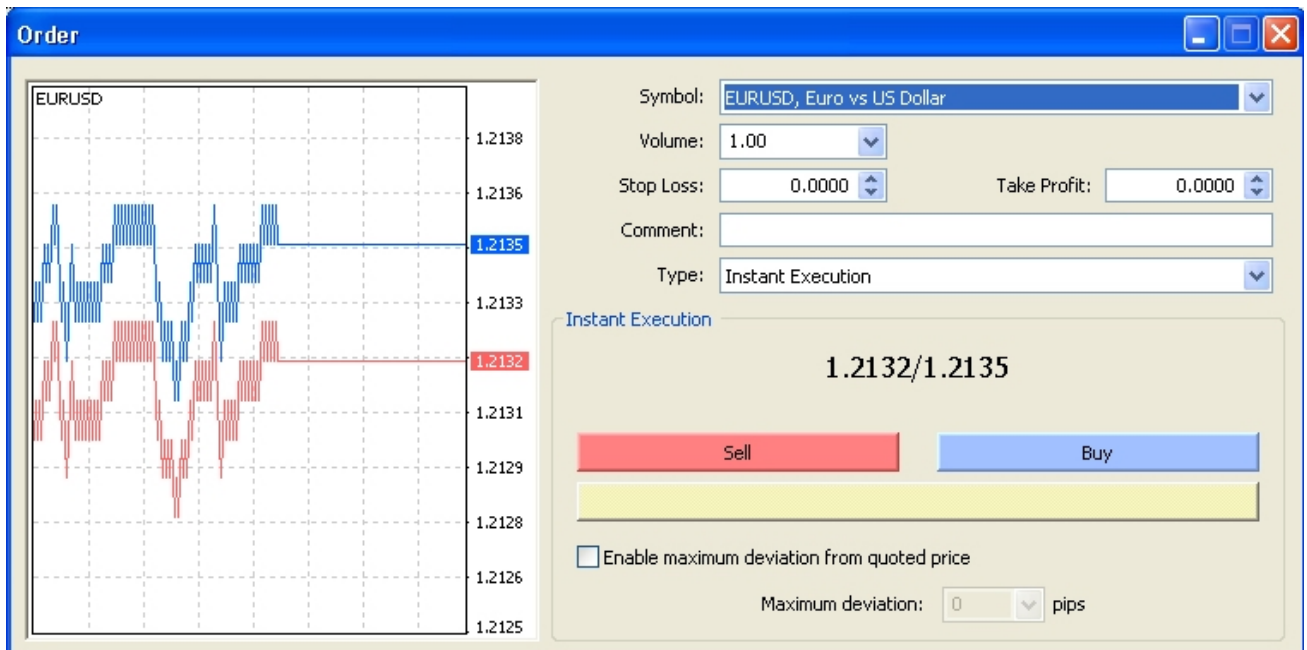 Order
EURUSD
1.2138
1.2136
1.2135
1.2133
1.2132
1.2131
1.2129
1.2128
1.2126
1.2125
Symbol: EURUSD, Euro vs US Dollar
Volume: 1.00
Stop Loss: 0.0000 Take Profit: 0.0000
Comment:
Type: Instant Execution
Instant Execution
1.2132/1.2135
Sell Buy
Enable maximum deviation from quoted price
Maximum deviation: 0 pips